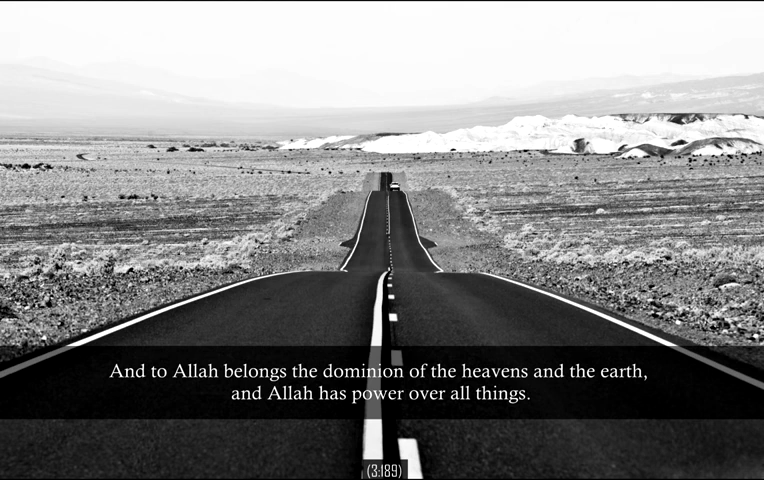 And to Allah belongs the dominion of the heavens and the earth,
and Allah has power over all things.
(3:189)